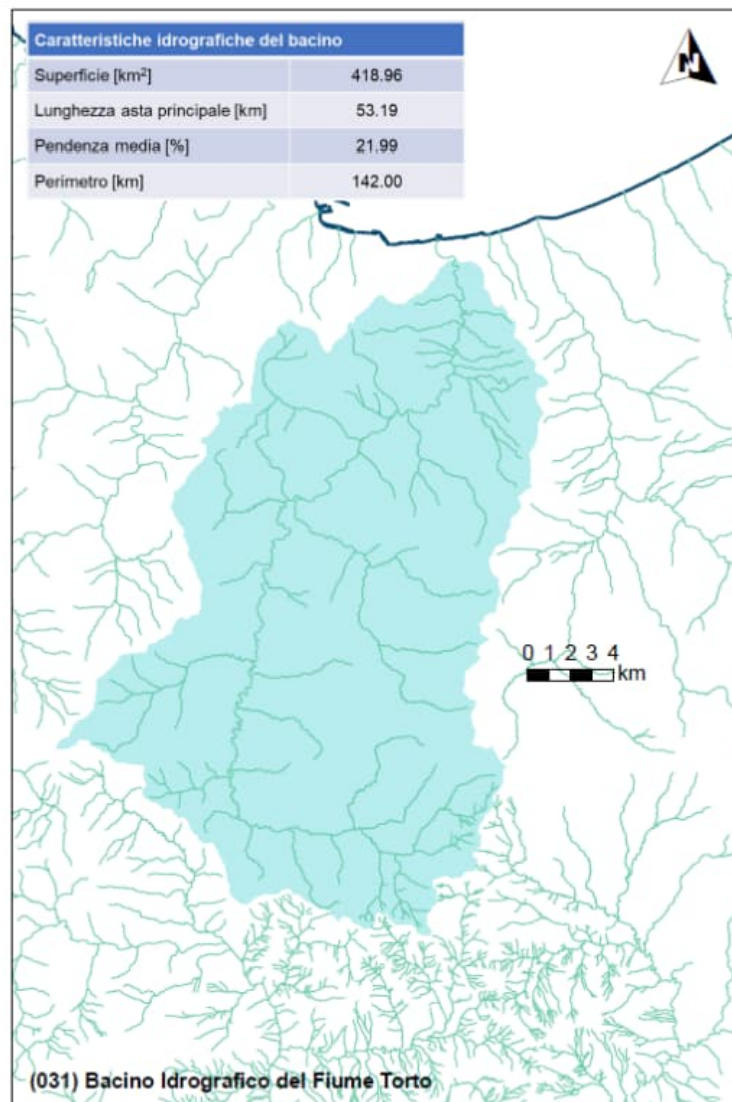 Caratteristiche idrografiche del bacino
Superficie [km²] 418.96
Lunghezza asta principale [km] 53.19
Pendenza media [%] 21.99
Perimetro [km] 142.00
N
0 1 2 3 4
km
(031) Bacino Idrografico del Fiume Torto